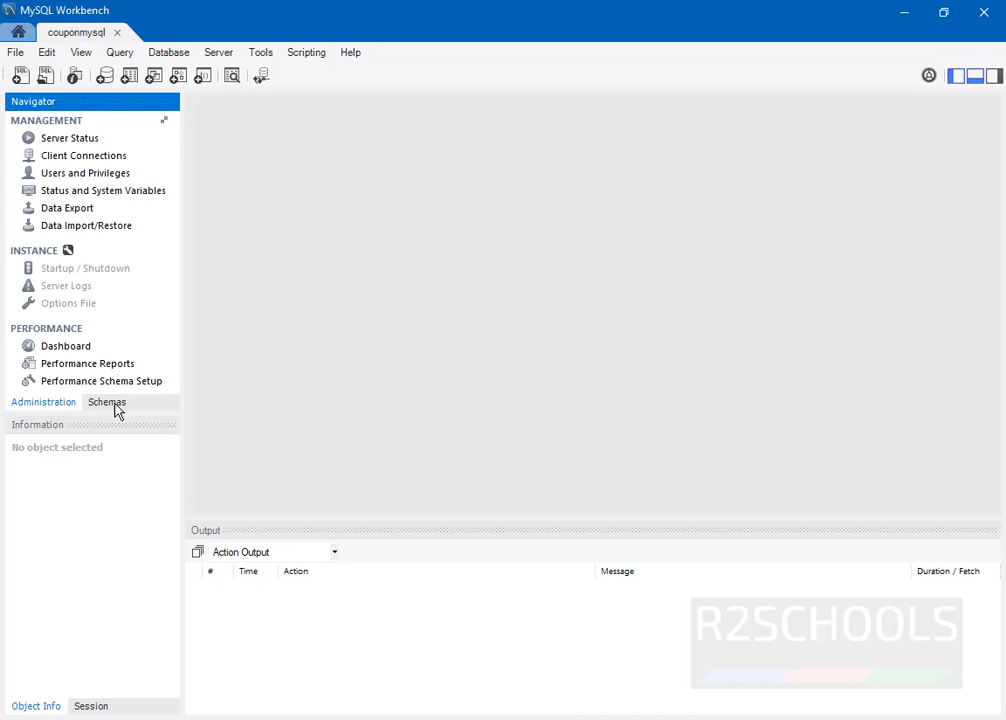 MySQL Workbench
couponmysql
File Edit View Query Database Server Tools Scripting Help
Navigator
MANAGEMENT
Server Status
Client Connections
Users and Privileges
Status and System Variables
Data Export
Data Import/Restore
INSTANCE
Startup / Shutdown
Server Logs
Options File
PERFORMANCE
Dashboard
Performance Reports
Performance Schema Setup
Administration Schemas
Information
No object selected
Output
Action Output
# Time Action Message Duration / Fetch
R2SCHOOLS
Object Info Session